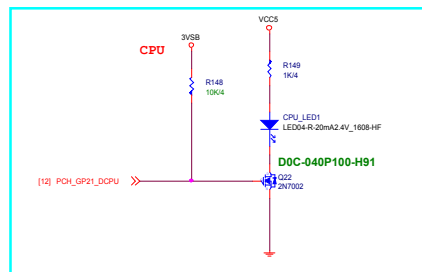 VCC5
3VSB
CPU
R149
1K/4
R148
10K/4
CPU_LED1
LED04-R-20mA2.4V_1608-HF
D0C-040P100-H91
Q22
2N7002
[12] PCH_GP21_DCPU